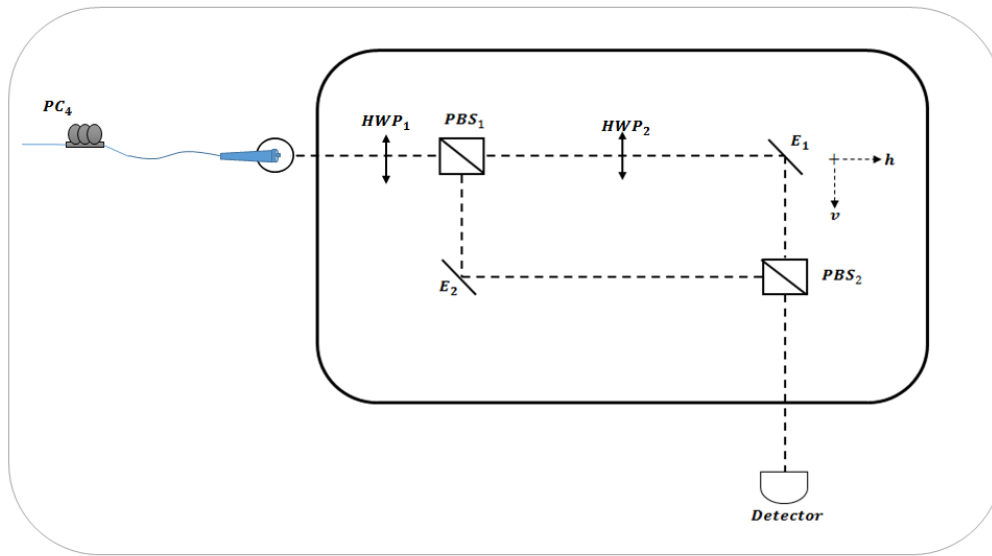 PC₄
HWP₁
PBS₁
HWP₂
E₁
h
v
E₂
PBS₂
Detector